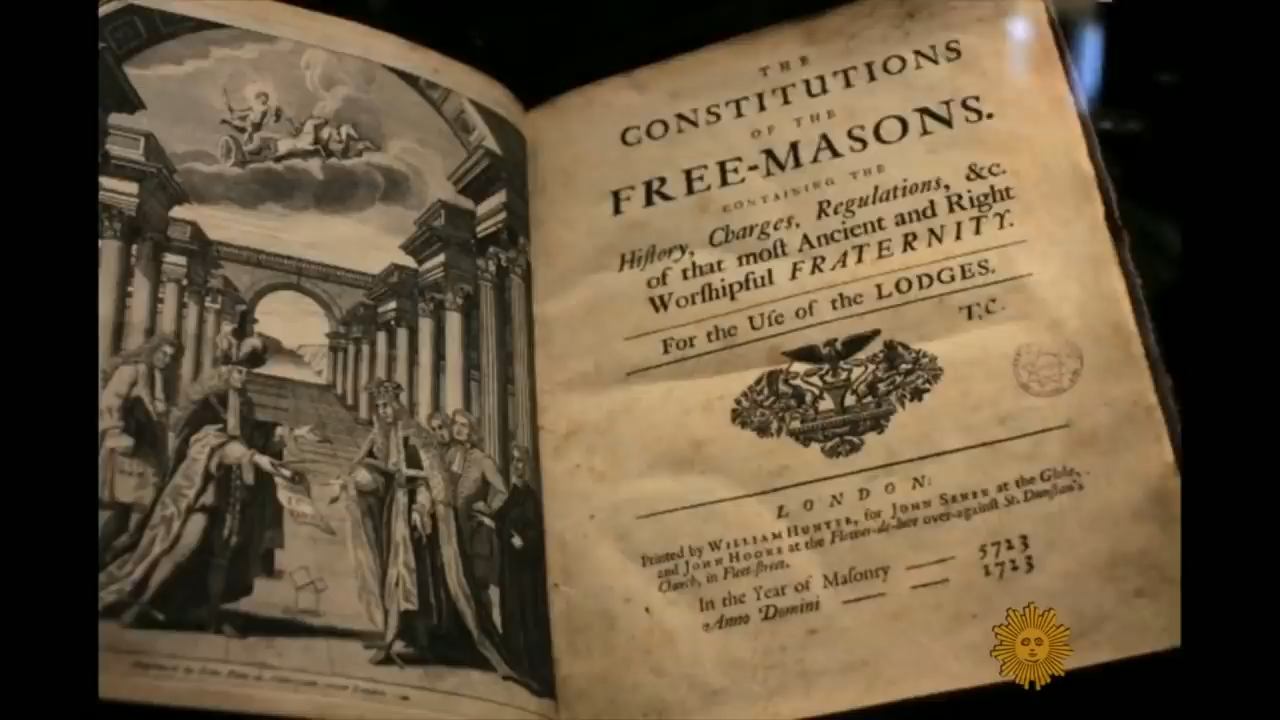 THE
CONSTITUTIONS
OF THE
FREE-MASONS.
CONTAINING THE
Hiſtory, Charges, Regulations, &c.
of that moſt Ancient and Right
Worſhipful FRATERNITY.
For the Uſe of the LODGES.
T.C.
LONDON:
Printed by WILLIAM HUNTER, for JOHN SENEX at the Globe,
and JOHN HOOKE at the Flower-de-luce over-againſt St. Dunſtan's
Church, in Fleet-ſtreet.
In the Year of Maſonry 5723
Anno Domini 1723